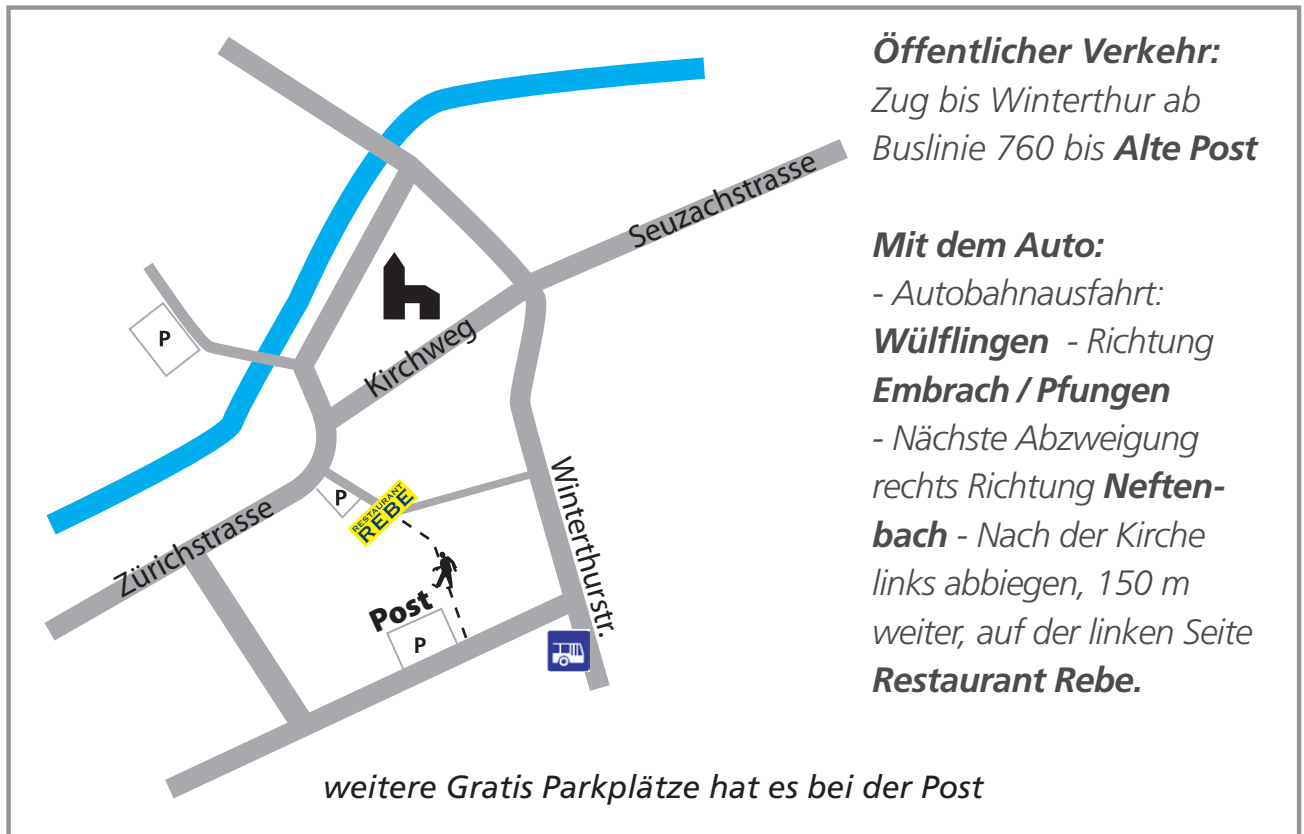 Öffentlicher Verkehr:
Zug bis Winterthur ab
Buslinie 760 bis Alte Post
Mit dem Auto:
- Autobahnausfahrt:
Wülflingen - Richtung
Embrach / Pfungen
- Nächste Abzweigung
rechts Richtung Neften-
bach - Nach der Kirche
links abbiegen, 150 m
weiter, auf der linken Seite
Restaurant Rebe.
Seuzachstrasse
P
Kirchweg
Winterthurstr.
P
RESTAURANT
REBE
Zürichstrasse
Post
P
weitere Gratis Parkplätze hat es bei der Post